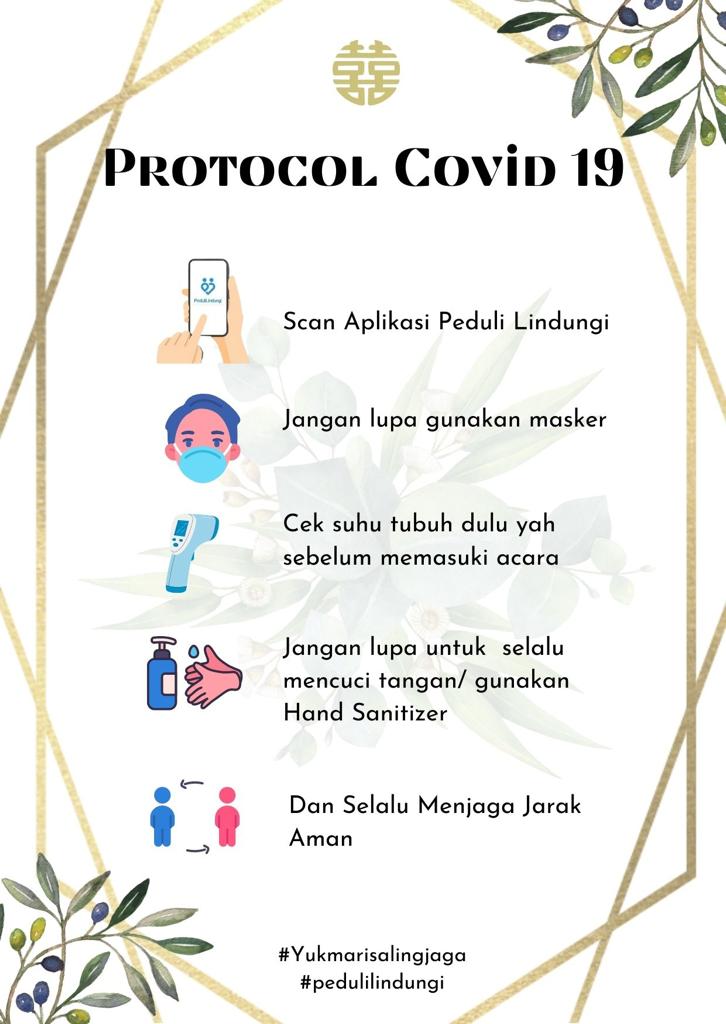 囍
Protocol Covid 19
PeduliLindungi
Scan Aplikasi Peduli Lindungi
Jangan lupa gunakan masker
Cek suhu tubuh dulu yah
sebelum memasuki acara
Jangan lupa untuk  selalu
mencuci tangan/ gunakan
Hand Sanitizer
Dan Selalu Menjaga Jarak
Aman
#Yukmarisalingjaga
#pedulilindungi